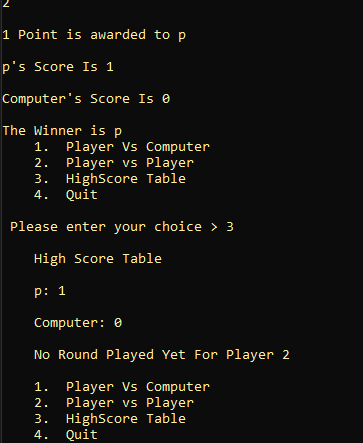 2
1 Point is awarded to p
p's Score Is 1
Computer's Score Is 0
The Winner is p
1. Player Vs Computer
2. Player vs Player
3. HighScore Table
4. Quit
Please enter your choice > 3
High Score Table
p: 1
Computer: 0
No Round Played Yet For Player 2
1. Player Vs Computer
2. Player vs Player
3. HighScore Table
4. Quit